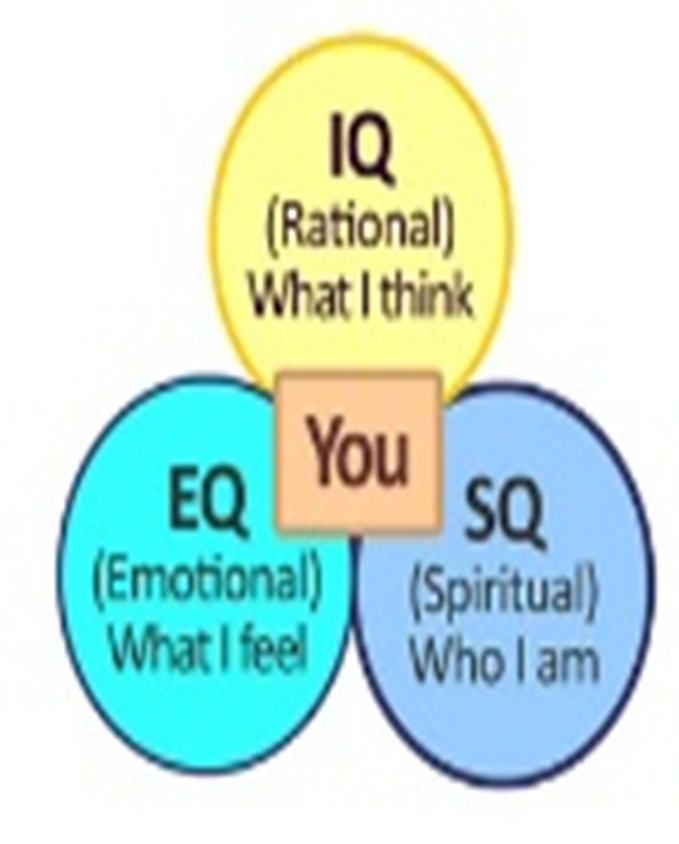 IQ
(Rational)
What I think
You
EQ
(Emotional)
What I feel
SQ
(Spiritual)
Who I am